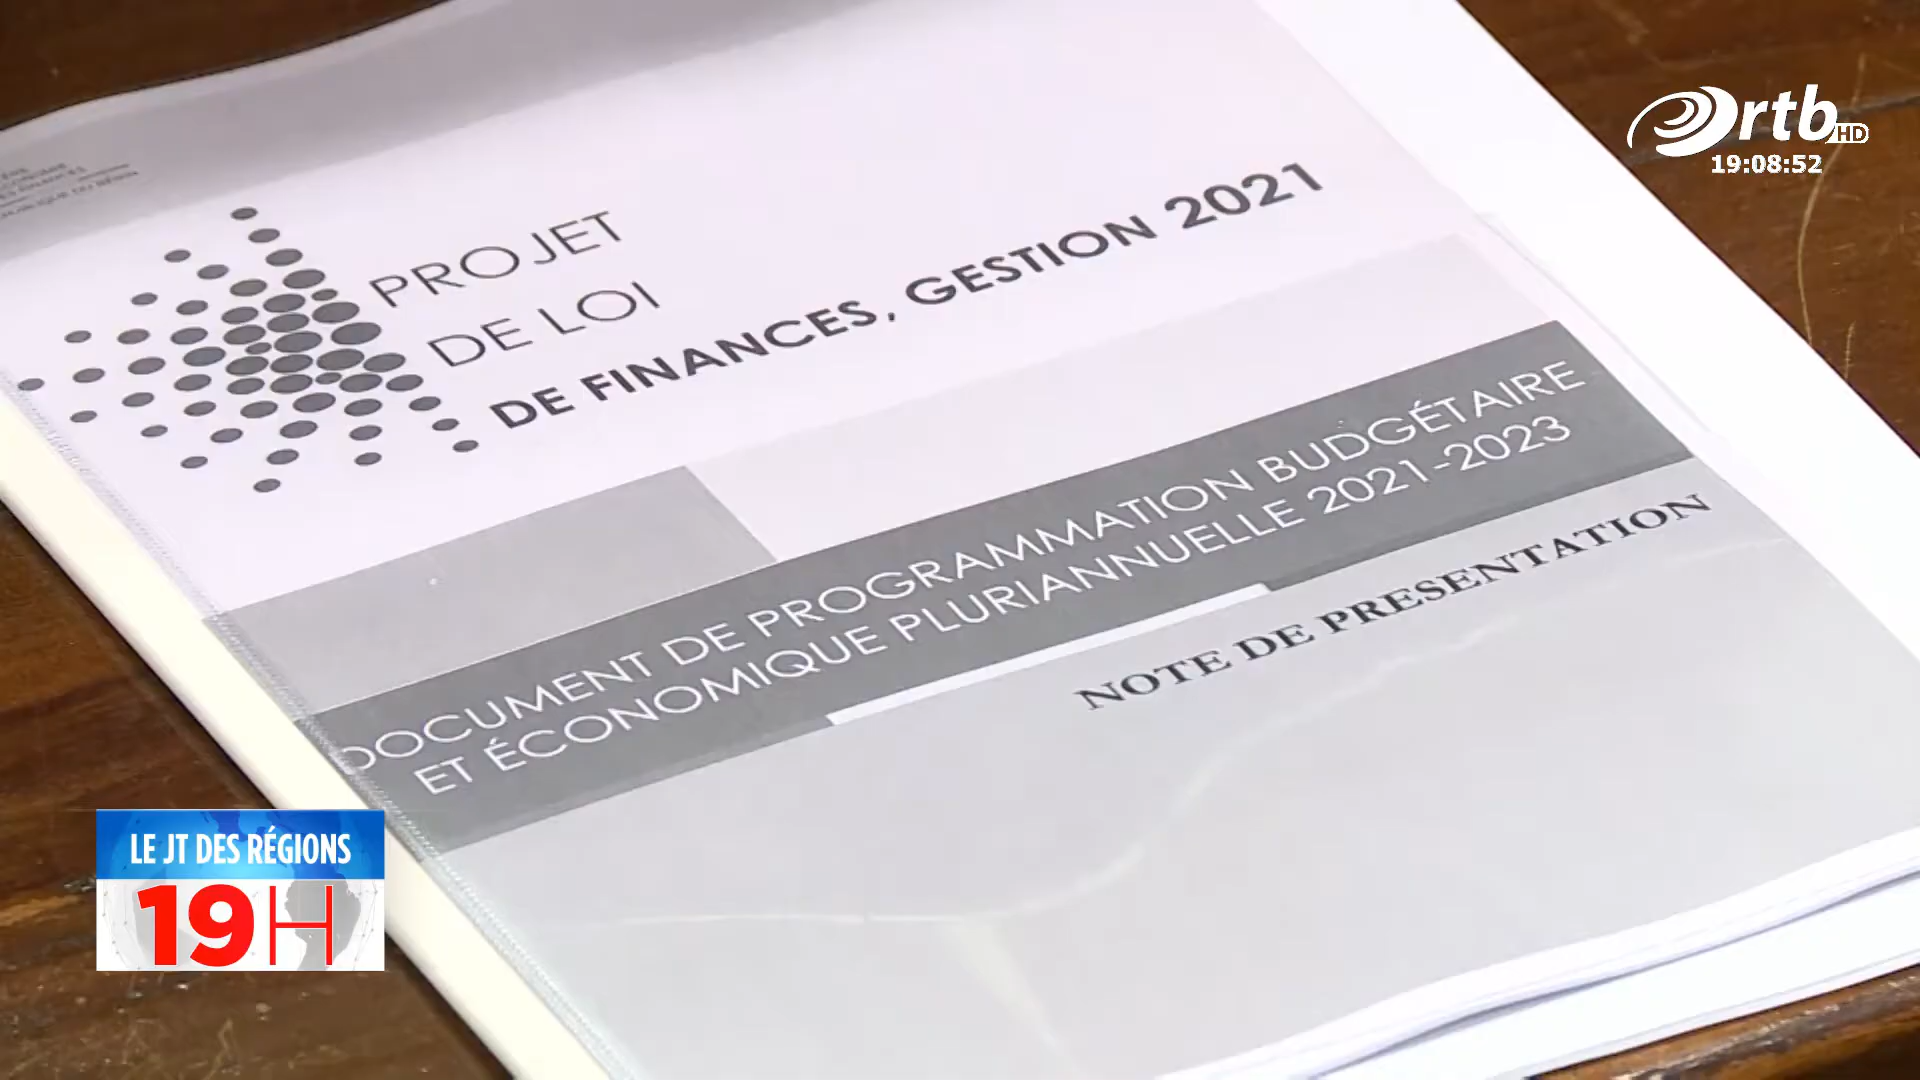 ortb HD
19:08:52
PROJET
DE LOI
DE FINANCES, GESTION 2021
DOCUMENT DE PROGRAMMATION BUDGÉTAIRE
ET ÉCONOMIQUE PLURIANNUELLE 2021-2023
NOTE DE PRESENTATION
LE JT DES RÉGIONS
19H